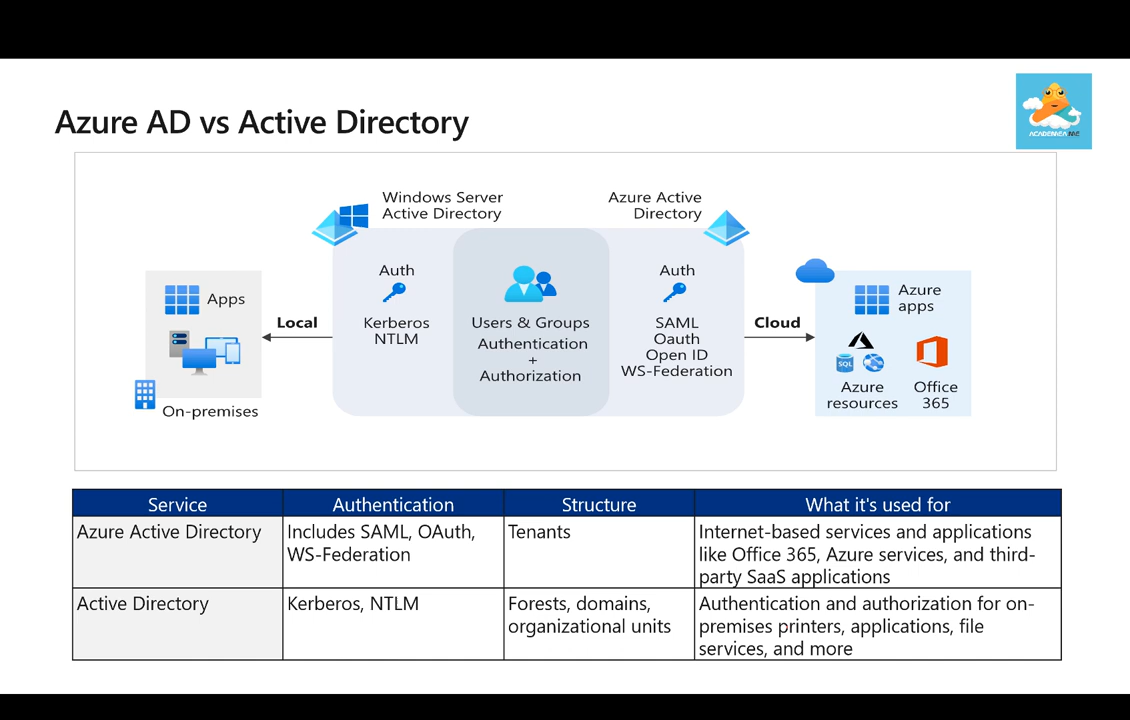 Azure AD vs Active Directory
ACADEMEA.ME
Windows Server
Active Directory
Azure Active
Directory
Auth
Kerberos
NTLM
Users & Groups
Authentication
+
Authorization
Auth
SAML
Oauth
Open ID
WS-Federation
Apps
Local
On-premises
Cloud
Azure
apps
SQL
Azure
resources
Office
365
Service
Authentication
Structure
What it's used for
Azure Active Directory
Includes SAML, OAuth,
WS-Federation
Tenants
Internet-based services and applications
like Office 365, Azure services, and third-
party SaaS applications
Active Directory
Kerberos, NTLM
Forests, domains,
organizational units
Authentication and authorization for on-
premises printers, applications, file
services, and more